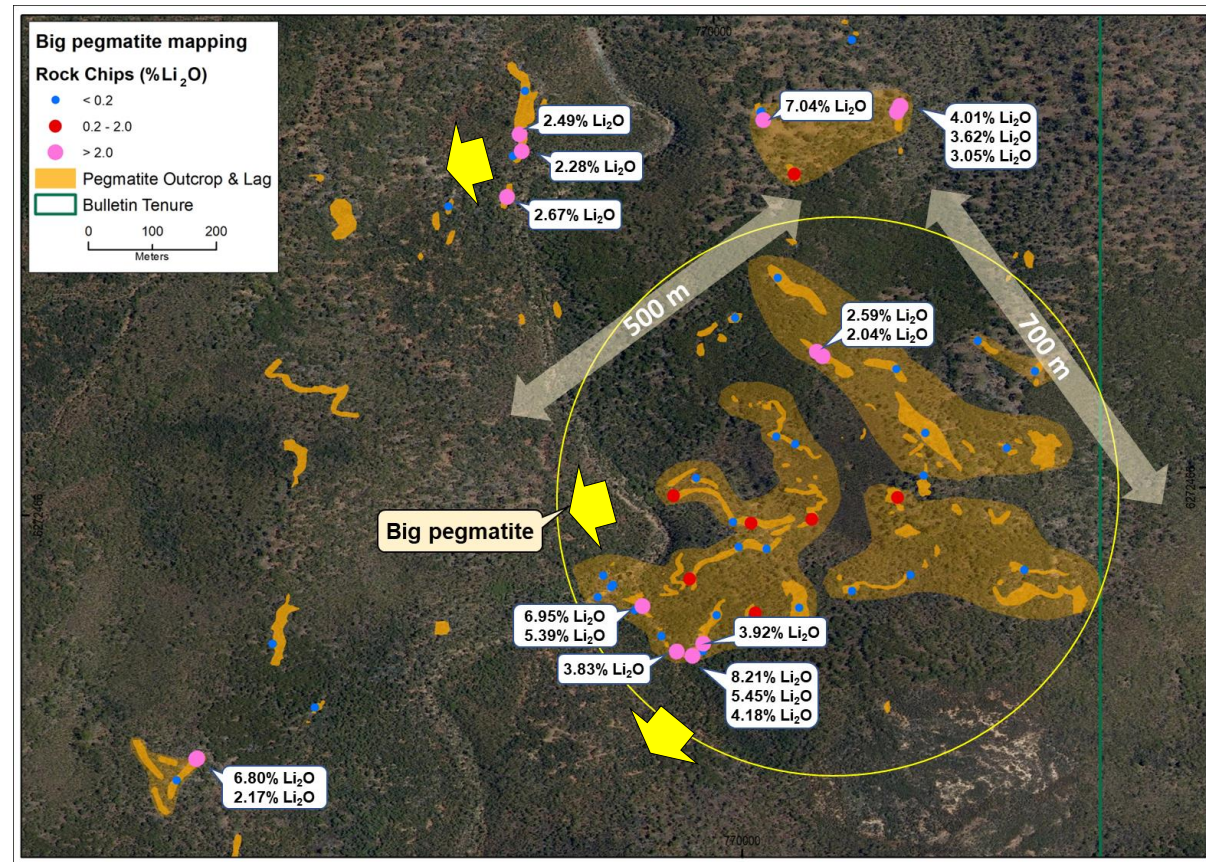 Big pegmatite mapping
Rock Chips (%Li₂O)
< 0.2
0.2 - 2.0
> 2.0
Pegmatite Outcrop & Lag
Bulletin Tenure
0 100 200
Meters
770000
2.49% Li₂O
2.28% Li₂O
2.67% Li₂O
7.04% Li₂O
4.01% Li₂O
3.62% Li₂O
3.05% Li₂O
500 m
700 m
2.59% Li₂O
2.04% Li₂O
6272466
6272466
Big pegmatite
6.95% Li₂O
5.39% Li₂O
3.92% Li₂O
3.83% Li₂O
8.21% Li₂O
5.45% Li₂O
4.18% Li₂O
6.80% Li₂O
2.17% Li₂O
770000